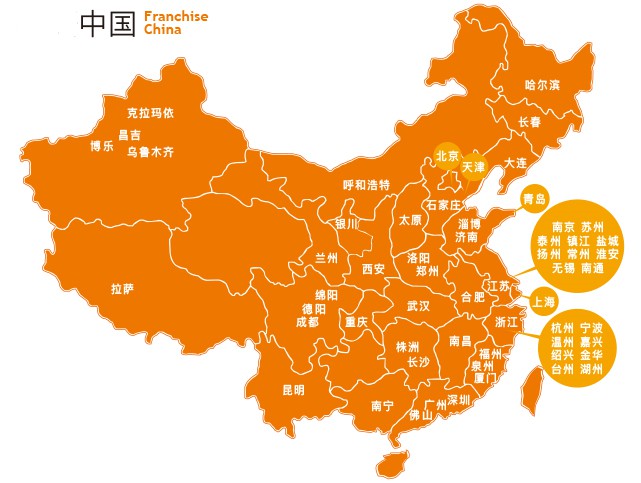 中国
Franchise
China
哈尔滨
长春
克拉玛依
昌吉
博乐
乌鲁木齐
北京
天津
大连
呼和浩特
青岛
石家庄
银川
太原
淄博
济南
南京 苏州
泰州 镇江 盐城
扬州 常州 淮安
无锡 南通
兰州
西安
洛阳
郑州
拉萨
绵阳
德阳
成都
重庆
武汉
合肥
江苏
上海
浙江
杭州 宁波
温州 嘉兴
绍兴 金华
台州 湖州
株洲
长沙
南昌
福州
泉州
厦门
昆明
南宁
广州
深圳
佛山